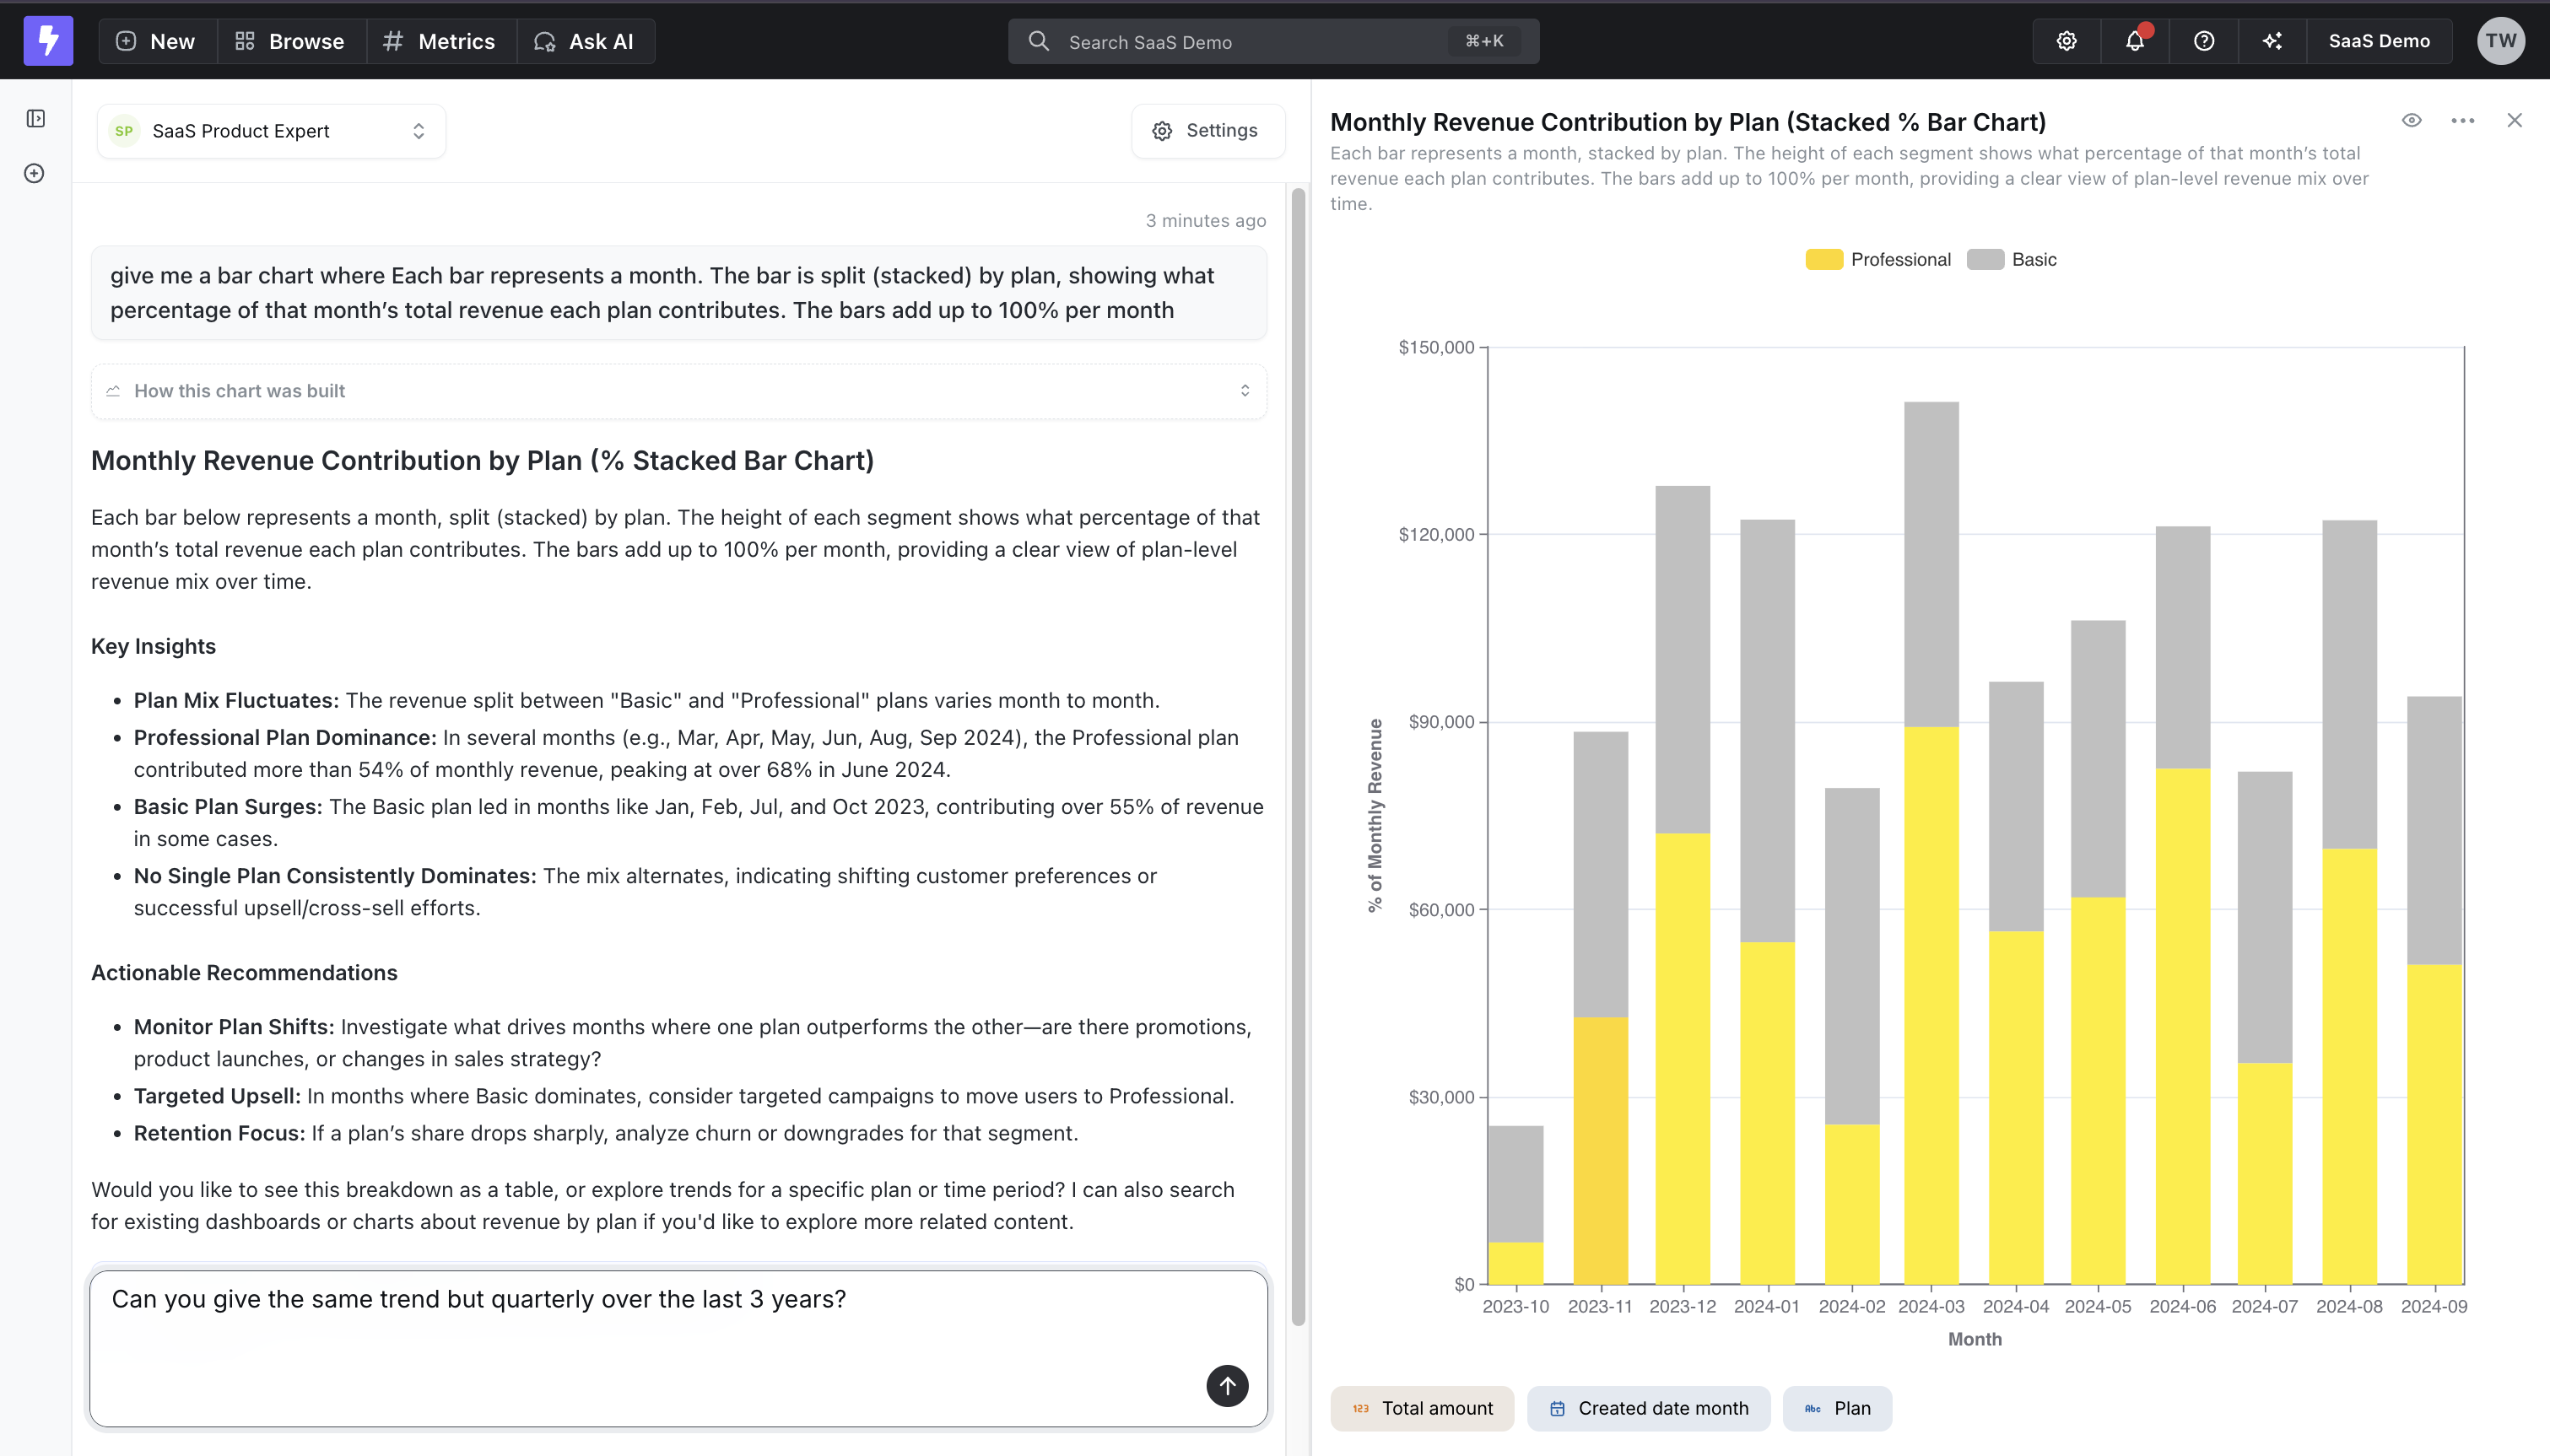 New
Browse
Metrics
Ask AI
Search SaaS Demo
⌘+K
SaaS Demo
TW
SP
SaaS Product Expert
Settings
3 minutes ago
give me a bar chart where Each bar represents a month. The bar is split (stacked) by plan, showing what
percentage of that month’s total revenue each plan contributes. The bars add up to 100% per month
How this chart was built
Monthly Revenue Contribution by Plan (% Stacked Bar Chart)
Each bar below represents a month, split (stacked) by plan. The height of each segment shows what percentage of that
month’s total revenue each plan contributes. The bars add up to 100% per month, providing a clear view of plan-level
revenue mix over time.
Key Insights
• Plan Mix Fluctuates: The revenue split between "Basic" and "Professional" plans varies month to month.
• Professional Plan Dominance: In several months (e.g., Mar, Apr, May, Jun, Aug, Sep 2024), the Professional plan
contributed more than 54% of monthly revenue, peaking at over 68% in June 2024.
• Basic Plan Surges: The Basic plan led in months like Jan, Feb, Jul, and Oct 2023, contributing over 55% of revenue
in some cases.
• No Single Plan Consistently Dominates: The mix alternates, indicating shifting customer preferences or
successful upsell/cross-sell efforts.
Actionable Recommendations
• Monitor Plan Shifts: Investigate what drives months where one plan outperforms the other—are there promotions,
product launches, or changes in sales strategy?
• Targeted Upsell: In months where Basic dominates, consider targeted campaigns to move users to Professional.
• Retention Focus: If a plan’s share drops sharply, analyze churn or downgrades for that segment.
Would you like to see this breakdown as a table, or explore trends for a specific plan or time period? I can also search
for existing dashboards or charts about revenue by plan if you'd like to explore more related content.
Can you give the same trend but quarterly over the last 3 years?
Monthly Revenue Contribution by Plan (Stacked % Bar Chart)
Each bar represents a month, stacked by plan. The height of each segment shows what percentage of that month’s total
revenue each plan contributes. The bars add up to 100% per month, providing a clear view of plan-level revenue mix over
time.
Professional
Basic
% of Monthly Revenue
$150,000
$120,000
$90,000
$60,000
$30,000
$0
2023-10 2023-11 2023-12 2024-01 2024-02 2024-03 2024-04 2024-05 2024-06 2024-07 2024-08 2024-09
Month
123 Total amount
Created date month
Abc Plan